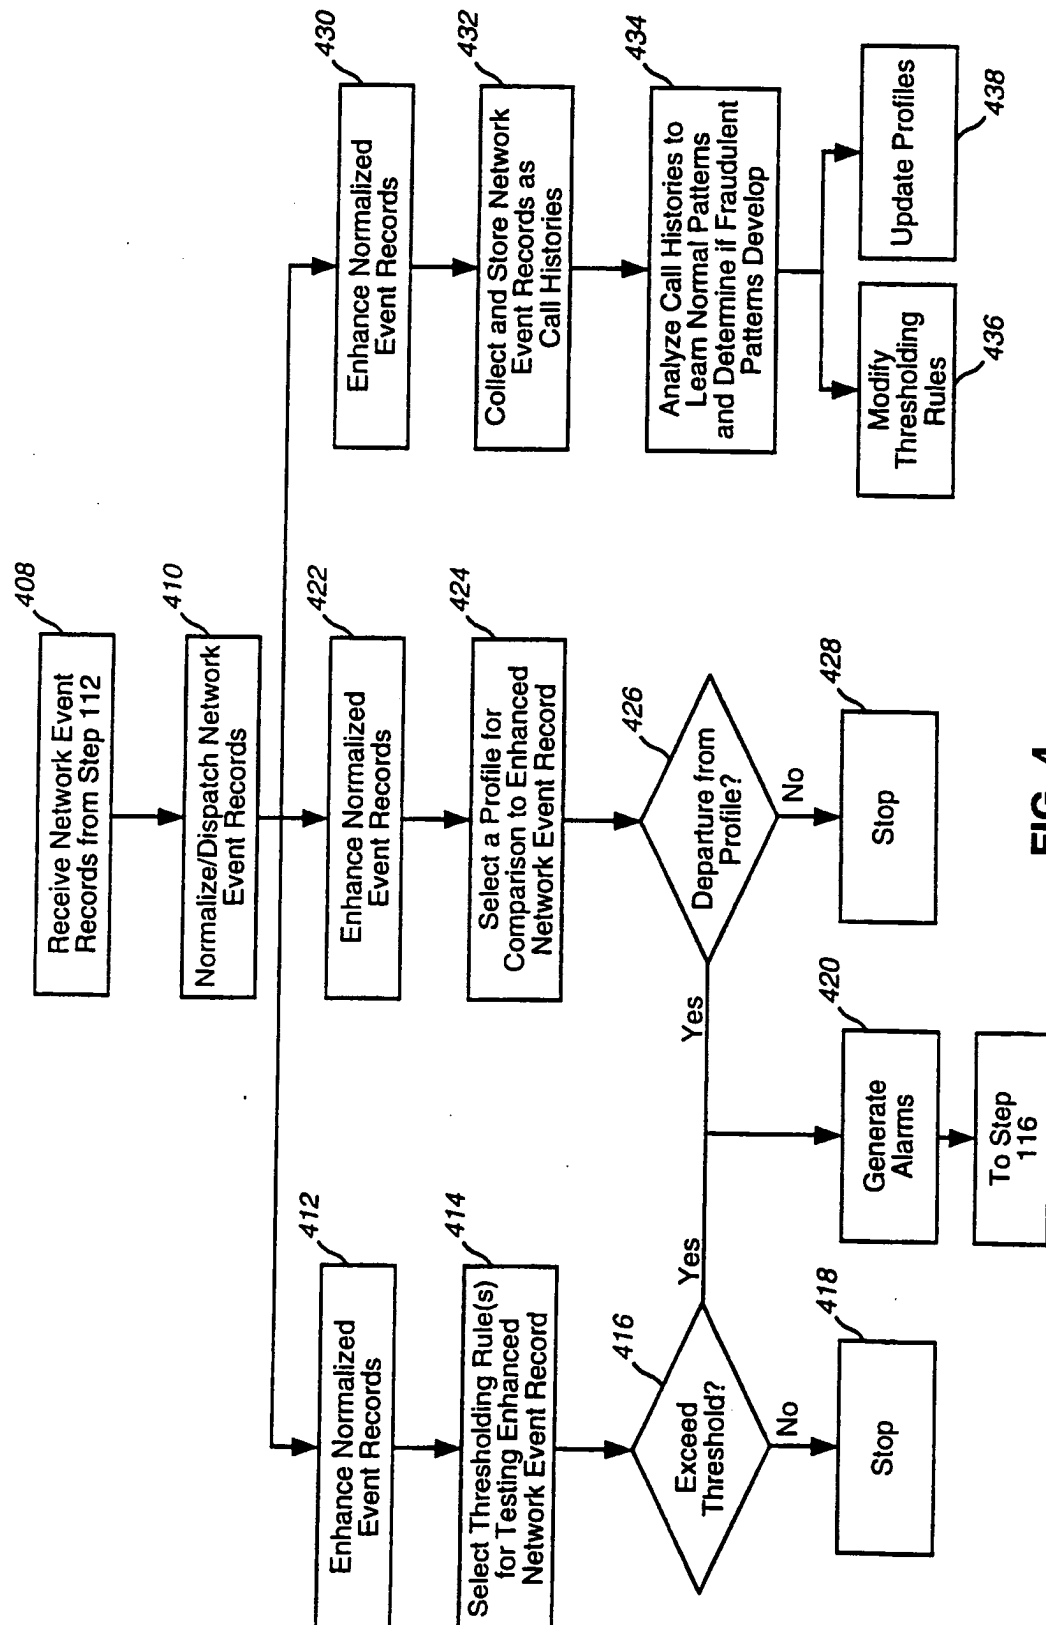 408
Receive Network Event
Records from Step 112
410
Normalize/Dispatch Network
Event Records
412
Enhance Normalized
Event Records
414
Select Thresholding Rule(s)
for Testing Enhanced
Network Event Record
416
Exceed
Threshold?
Yes
No
418
Stop
422
Enhance Normalized
Event Records
424
Select a Profile for
Comparison to Enhanced
Network Event Record
426
Departure from
Profile?
Yes
No
428
Stop
420
Generate
Alarms
To Step
116
430
Enhance Normalized
Event Records
432
Collect and Store Network
Event Records as
Call Histories
434
Analyze Call Histories to
Learn Normal Patterns
and Determine if Fraudulent
Patterns Develop
Modify
Thresholding
Rules
436
Update Profiles
438
FIG. 4